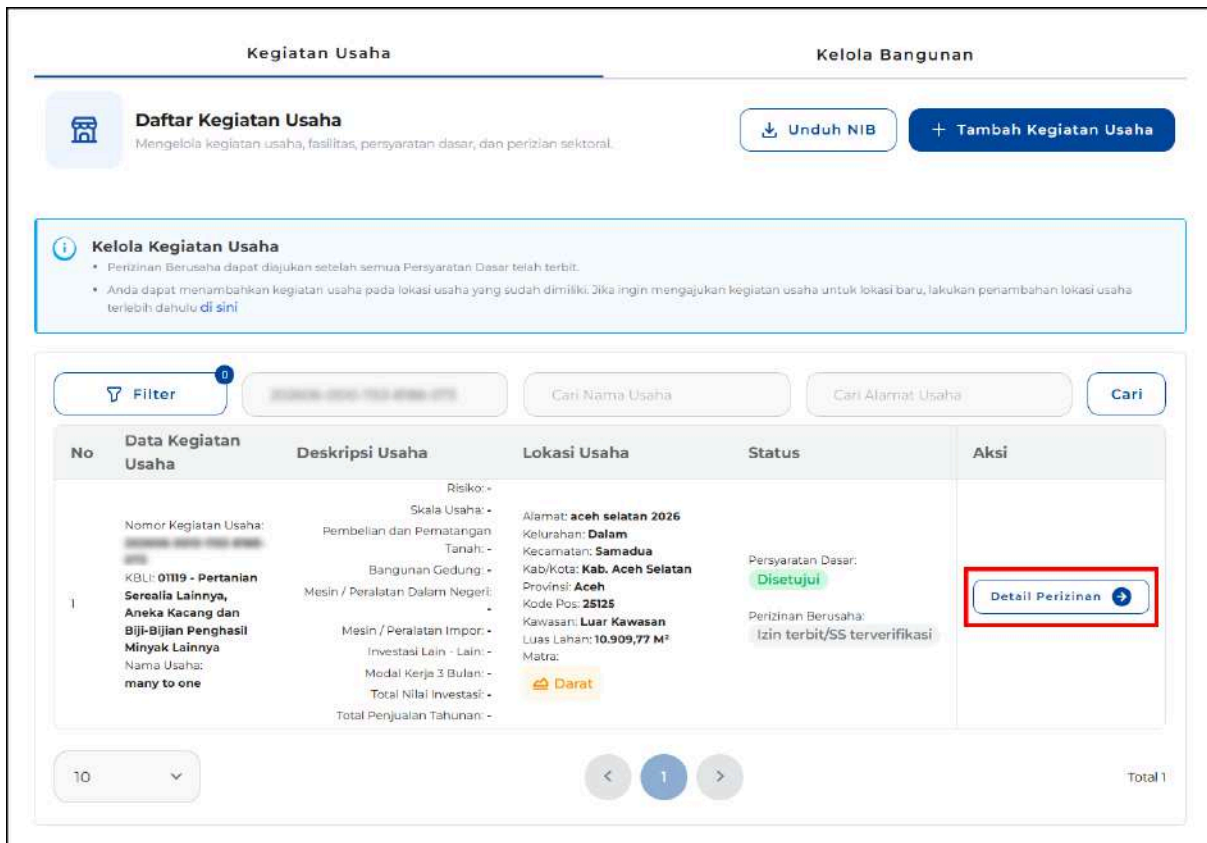 Kegiatan Usaha
Kelola Bangunan
Daftar Kegiatan Usaha
Mengelola kegiatan usaha, fasilitas, persyaratan dasar, dan perizian sektoral.
Unduh NIB
+ Tambah Kegiatan Usaha
Kelola Kegiatan Usaha
• Perizinan Berusaha dapat diajukan setelah semua Persyaratan Dasar telah terbit.
• Anda dapat menambahkan kegiatan usaha pada lokasi usaha yang sudah dimiliki. Jika ingin mengajukan kegiatan usaha untuk lokasi baru, lakukan penambahan lokasi usaha
terlebih dahulu di sini
Filter
0
Cari Nama Usaha
Cari Alamat Usaha
Cari
No
Data Kegiatan
Usaha
Deskripsi Usaha
Lokasi Usaha
Status
Aksi
1
Nomor Kegiatan Usaha:
KBLI: 01119 - Pertanian
Serealia Lainnya,
Aneka Kacang dan
Biji-Bijian Penghasil
Minyak Lainnya
Nama Usaha:
many to one
Risiko: -
Skala Usaha: -
Pembelian dan Pematangan
Tanah: -
Bangunan Gedung: -
Mesin / Peralatan Dalam Negeri:
-
Mesin / Peralatan Impor: -
Investasi Lain - Lain: -
Modal Kerja 3 Bulan: -
Total Nilai Investasi: -
Total Penjualan Tahunan: -
Alamat: aceh selatan 2026
Kelurahan: Dalam
Kecamatan: Samadua
Kab/Kota: Kab. Aceh Selatan
Provinsi: Aceh
Kode Pos: 25125
Kawasan: Luar Kawasan
Luas Lahan: 10.909,77 M²
Matra:
Darat
Persyaratan Dasar:
Disetujui
Perizinan Berusaha:
Izin terbit/SS terverifikasi
Detail Perizinan
10
1
Total 1